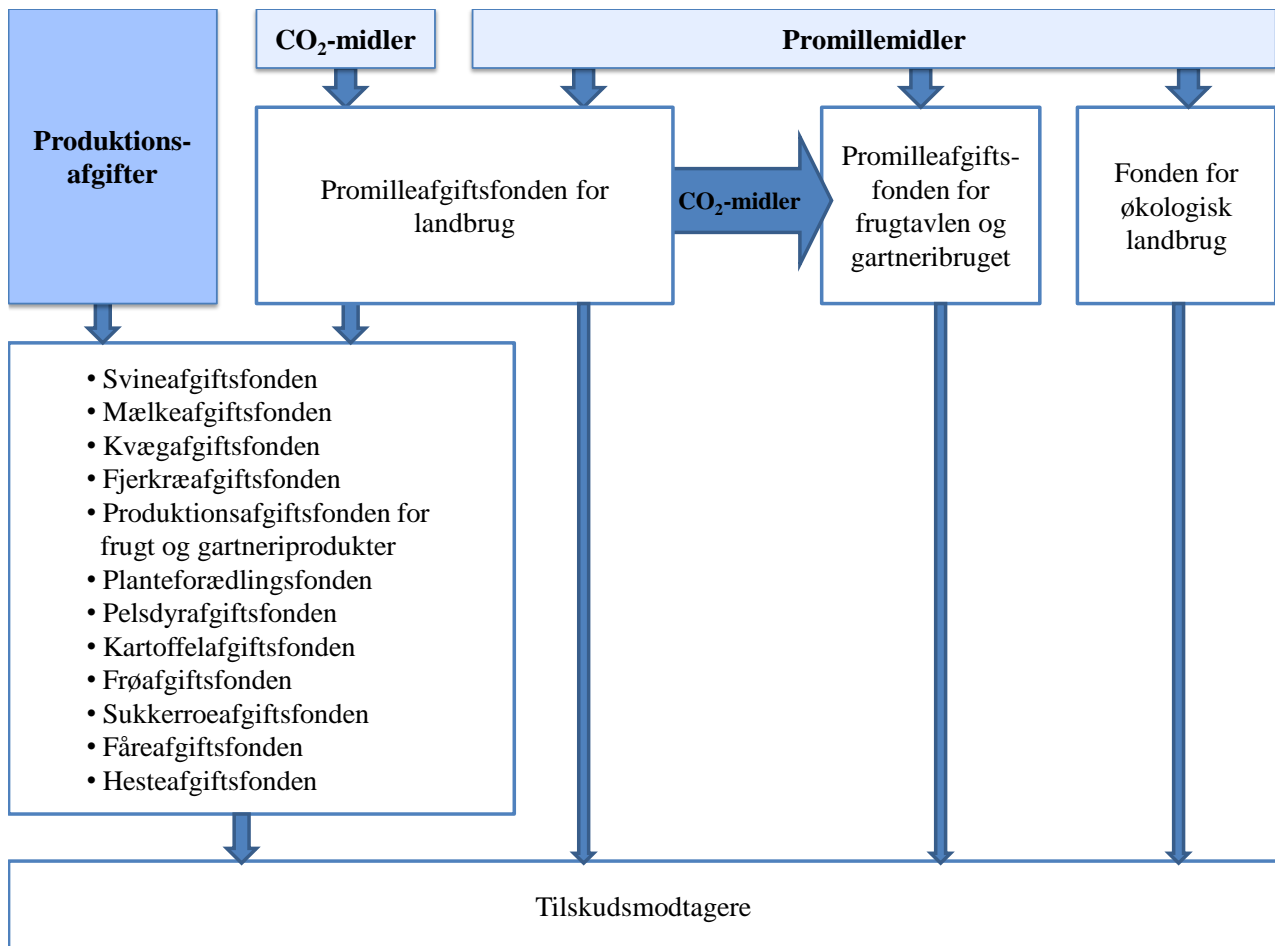 CO₂-midler
Promillemidler
Produktions-
afgifter
Promilleafgiftsfonden for
landbrug
CO₂-midler
Promilleafgifts-
fonden for
frugtavlen og
gartneribruget
Fonden for
økologisk
landbrug
• Svineafgiftsfonden
• Mælkeafgiftsfonden
• Kvægafgiftsfonden
• Fjerkræafgiftsfonden
• Produktionsafgiftsfonden for
frugt og gartneriprodukter
• Planteforædlingsfonden
• Pelsdyrafgiftsfonden
• Kartoffelafgiftsfonden
• Frøafgiftsfonden
• Sukkerroeafgiftsfonden
• Fåreafgiftsfonden
• Hesteafgiftsfonden
Tilskudsmodtagere